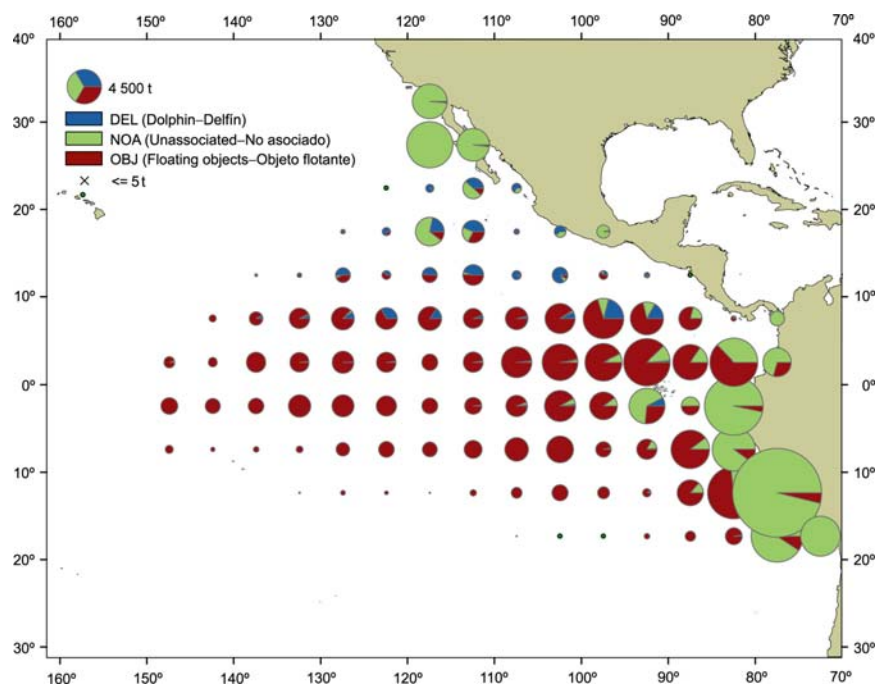 160º 150º 140º 130º 120º 110º 100º 90º 80º 70º
40º 40º
4 500 t
DEL (Dolphin–Delfín)
30º 30º
NOA (Unassociated–No asociado)
OBJ (Floating objects–Objeto flotante)
<= 5 t
20º 20º
10º 10º
0º 0º
10º 10º
20º 20º
30º 30º
160º 150º 140º 130º 120º 110º 100º 90º 80º 70º